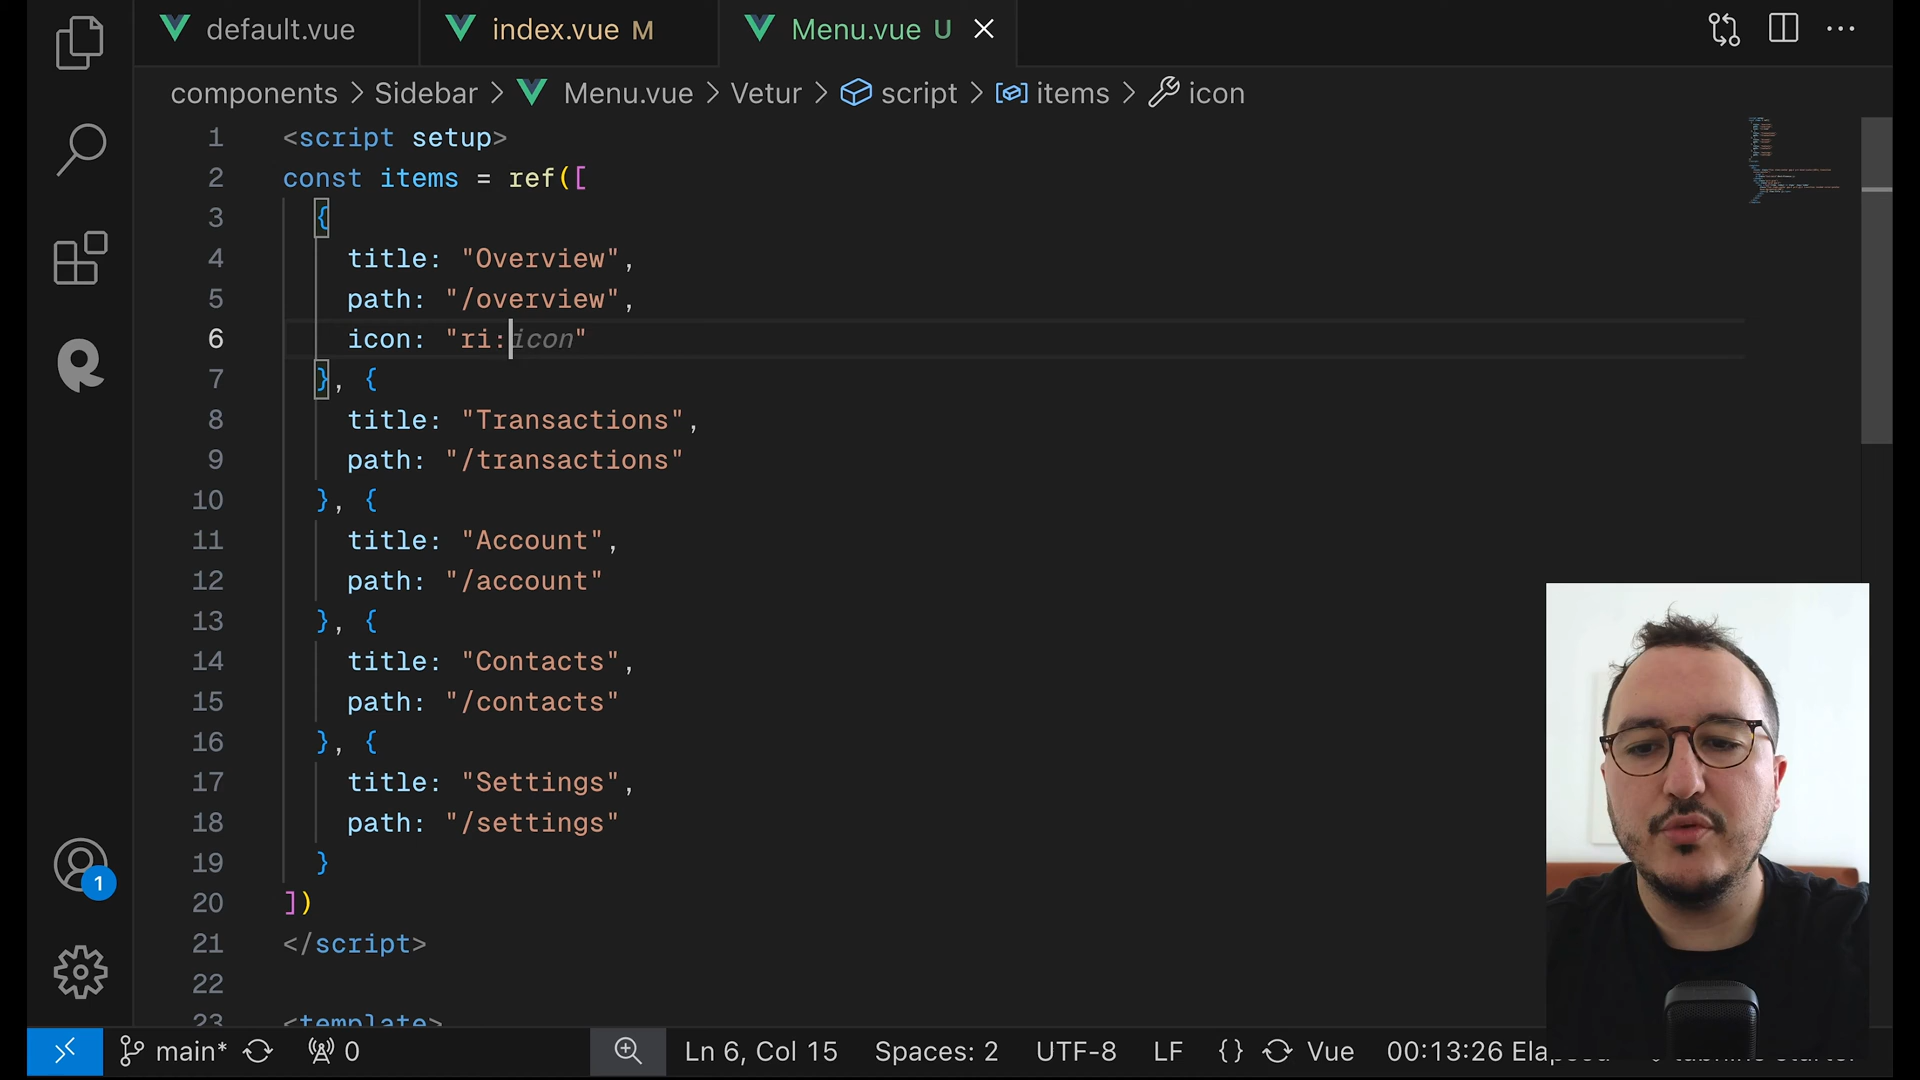 default.vue index.vue M Menu.vue U
components > Sidebar > Menu.vue > Vetur > script > items > icon
1 <script setup>
2 const items = ref([
3 {
4 title: "Overview",
5 path: "/overview",
6 icon: "ri:icon"
7 }, {
8 title: "Transactions",
9 path: "/transactions"
10 }, {
11 title: "Account",
12 path: "/account"
13 }, {
14 title: "Contacts",
15 path: "/contacts"
16 }, {
17 title: "Settings",
18 path: "/settings"
19 }
20 ])
21 </script>
22
23 <template>
1
main* 0 Ln 6, Col 15 Spaces: 2 UTF-8 LF {} Vue 00:13:26